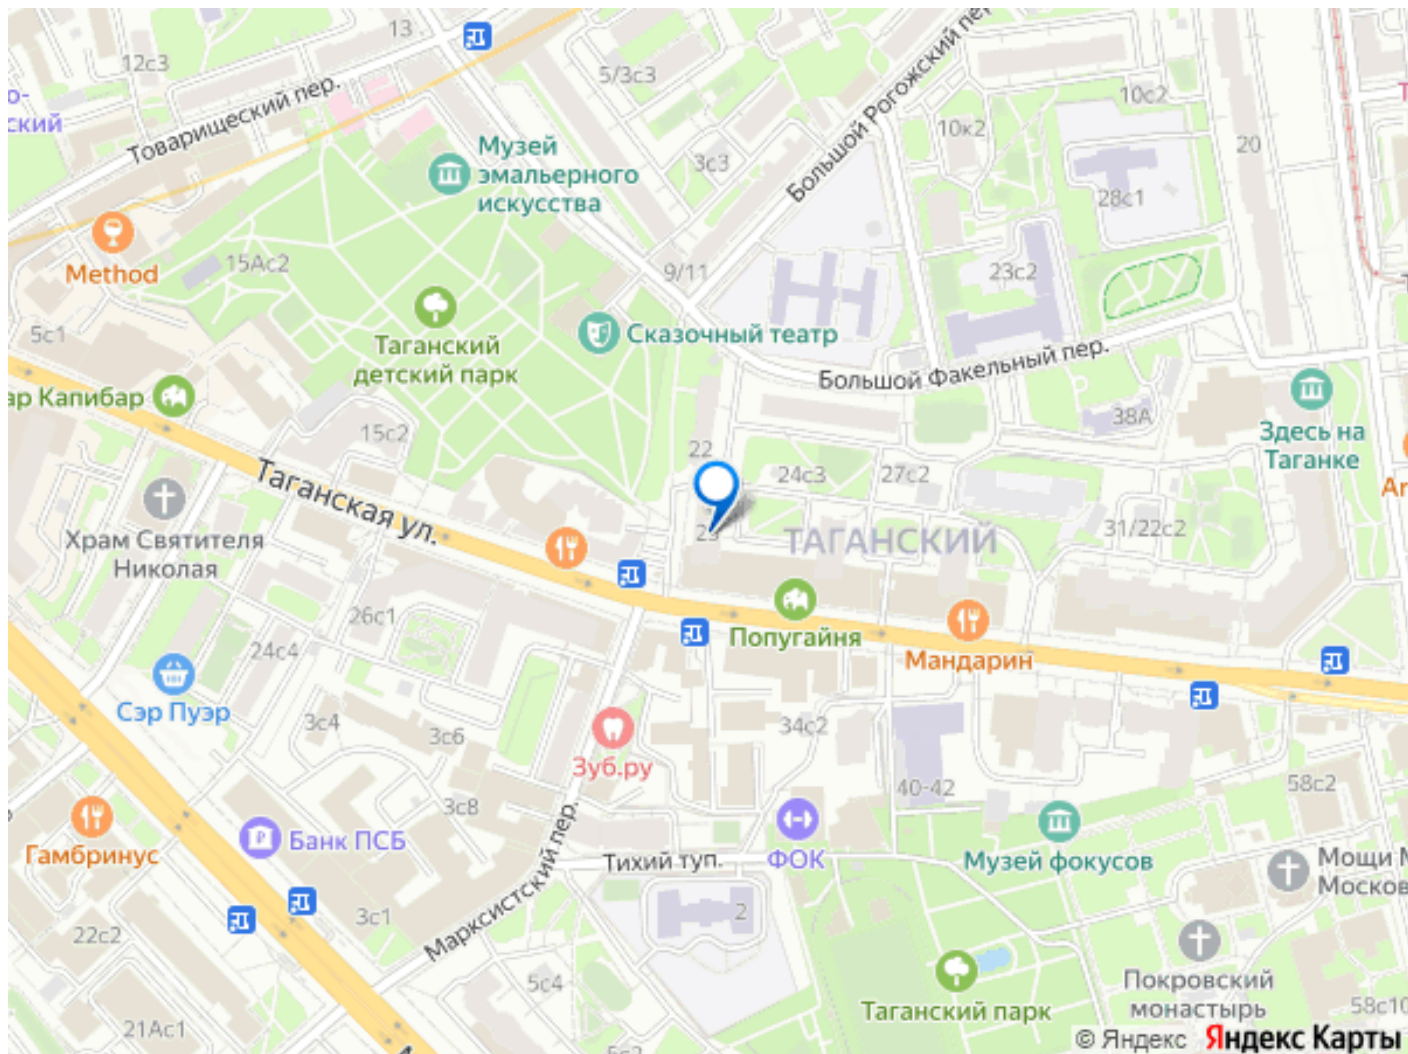 13
12с3
5/3с3
Товарищеский пер.
ский
Музей
эмальерного
искусства
3с3
Большой Рогожский пер.
10к2
10с2
20
28с1
Method
15Ас2
9/11
23с2
5с1
Таганский
детский парк
Сказочный театр
Большой Факельный пер.
ар Капибар
15с2
38А
Здесь на
Таганке
22
24с3
27с2
Таганская ул.
Храм Святителя
Николая
ТАГАНСКИЙ
31/22с2
26с1
24с4
Попугайня
Мандарин
Сэр Пуэр
3с4
3с6
34с2
Зуб.ру
40-42
58с2
3с8
Гамбринус
Банк ПСБ
Тихий туп.
ФОК
Музей фокусов
Мощи М
Москов
Марксистский пер.
3с1
2
22с2
5с4
Таганский парк
Покровский
монастырь
58с10
21Ас1
© Яндекс Яндекс Карты